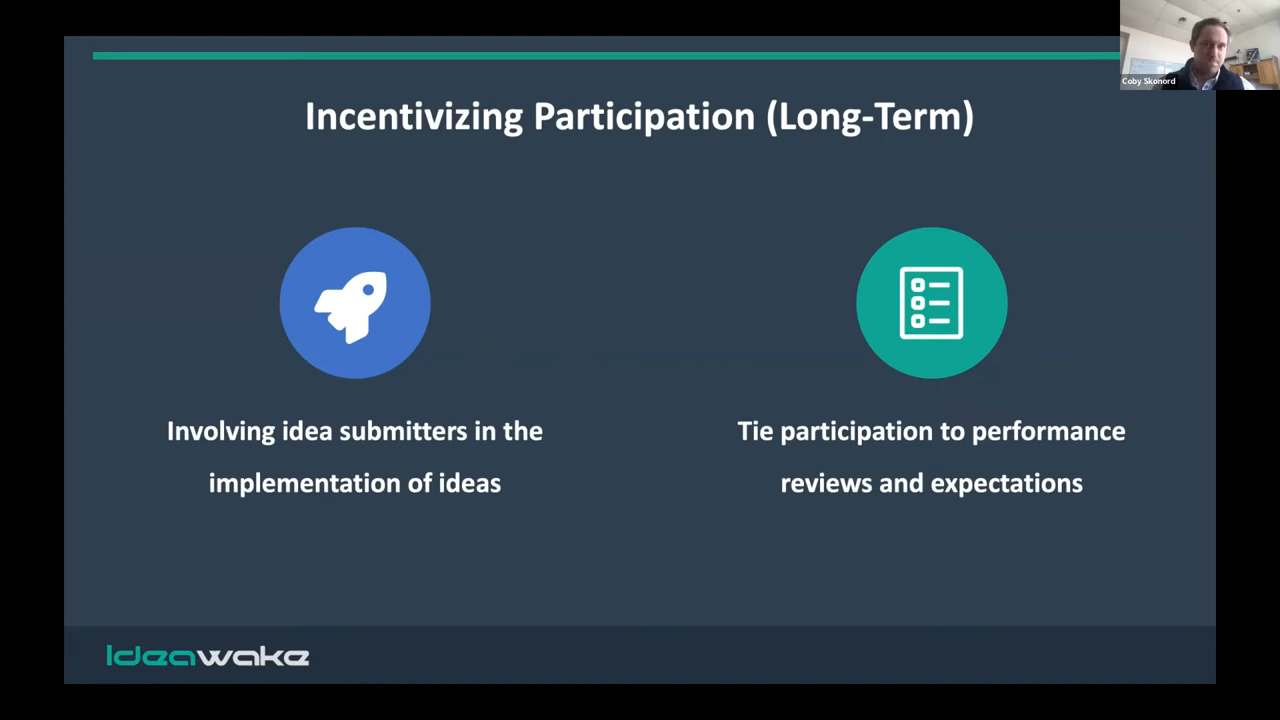 Coby Skonord
Incentivizing Participation (Long-Term)
Involving idea submitters in the
implementation of ideas
Tie participation to performance
reviews and expectations
Ideawake